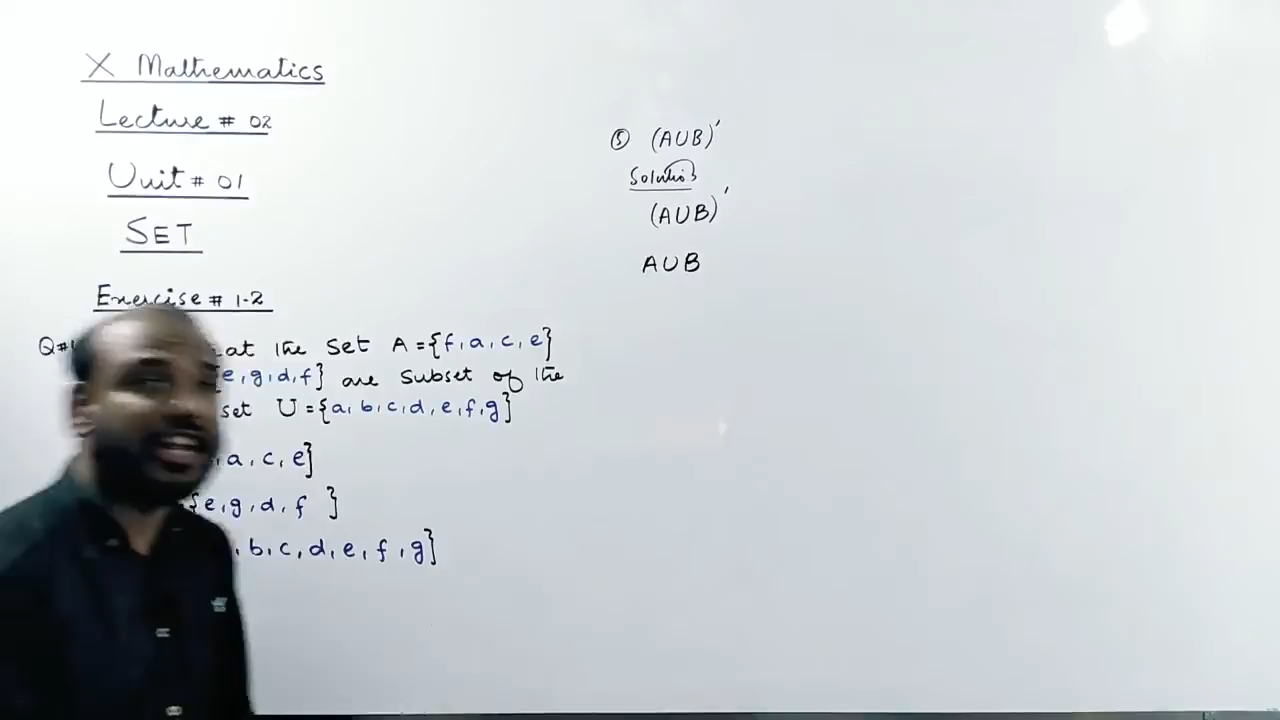 X Mathematics
Lecture # 02
Unit # 01
SET
Exercise # 1-2
at the Set A = {f, a, c, e}
e, g, d, f} are Subset of the
set U = {a, b, c, d, e, f, g}
a, c, e}
{e, g, d, f }
b, c, d, e, f, g}
⑤ (AUB)'
Solution
(AUB)'
AUB